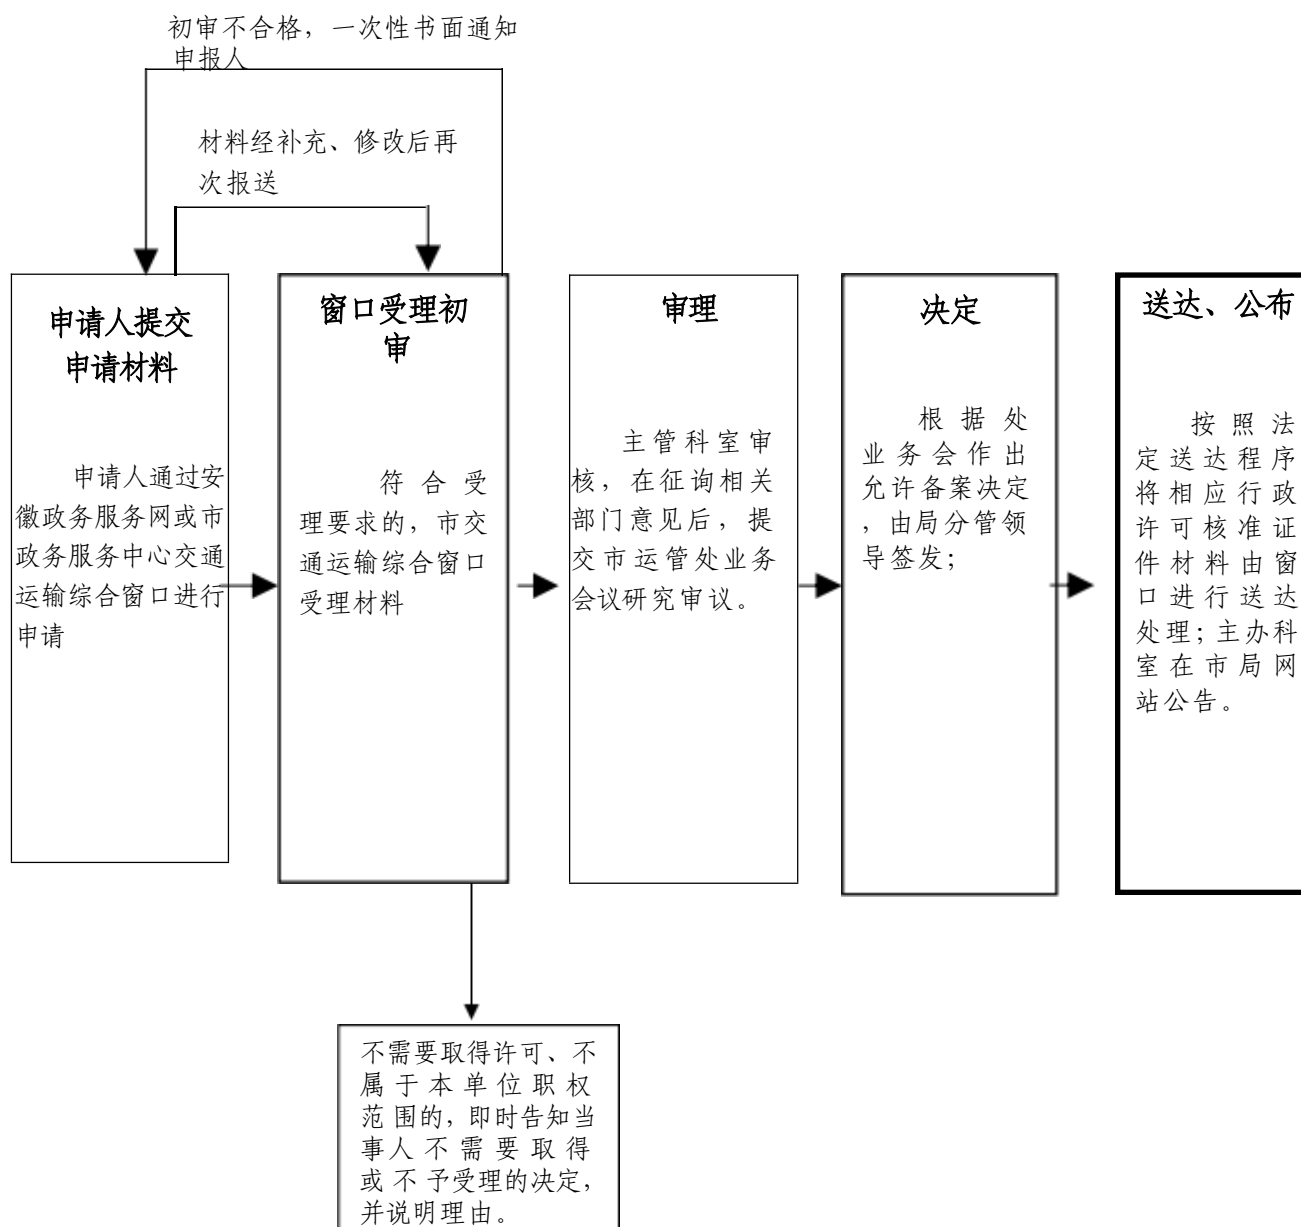 初审不合格，一次性书面通知
申报人
材料经补充、修改后再
次报送
申请人提交
申请材料
申请人通过安
徽政务服务网或市
政务服务中心交通
运输综合窗口进行
申请
窗口受理初
审
符合受
理要求的，市交
通运输综合窗口
受理材料
审理
主管科室审
核，在征询相关
部门意见后，提
交市运管处业务
会议研究审议。
决定
根据处
业务会作出
允许备案决定
，由局分管领
导签发；
送达、公布
按照法
定送达程序
将相应行政
许可核准证
件材料由窗
口进行送达
处理；主办科
室在市局网
站公告。
不需要取得许可、不
属于本单位职权
范围的，即时告知当
事人不需要取得
或不予受理的决定，
并说明理由。